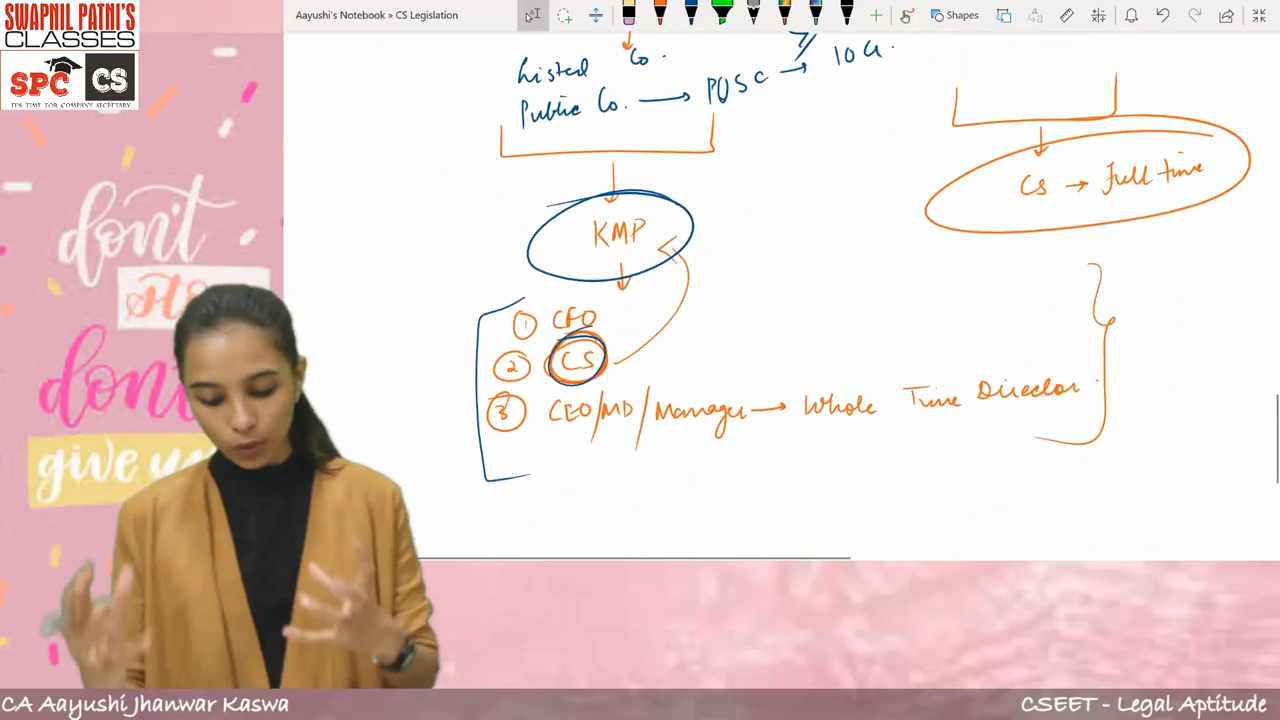 SWAPNIL PATNI'S
CLASSES
SPC CS
IT'S TIME FOR COMPANY SECRETARY
Aayushi's Notebook » CS Legislation
Shapes
Listed Co.
Public Co. → PUSC → 10 Cr.
CS → Full time
KMP
① CFO
② CS
③ CEO/MD/Manager → Whole Time Director
don't
don't
give
CA Aayushi Jhanwar Kaswa
CSEET - Legal Aptitude